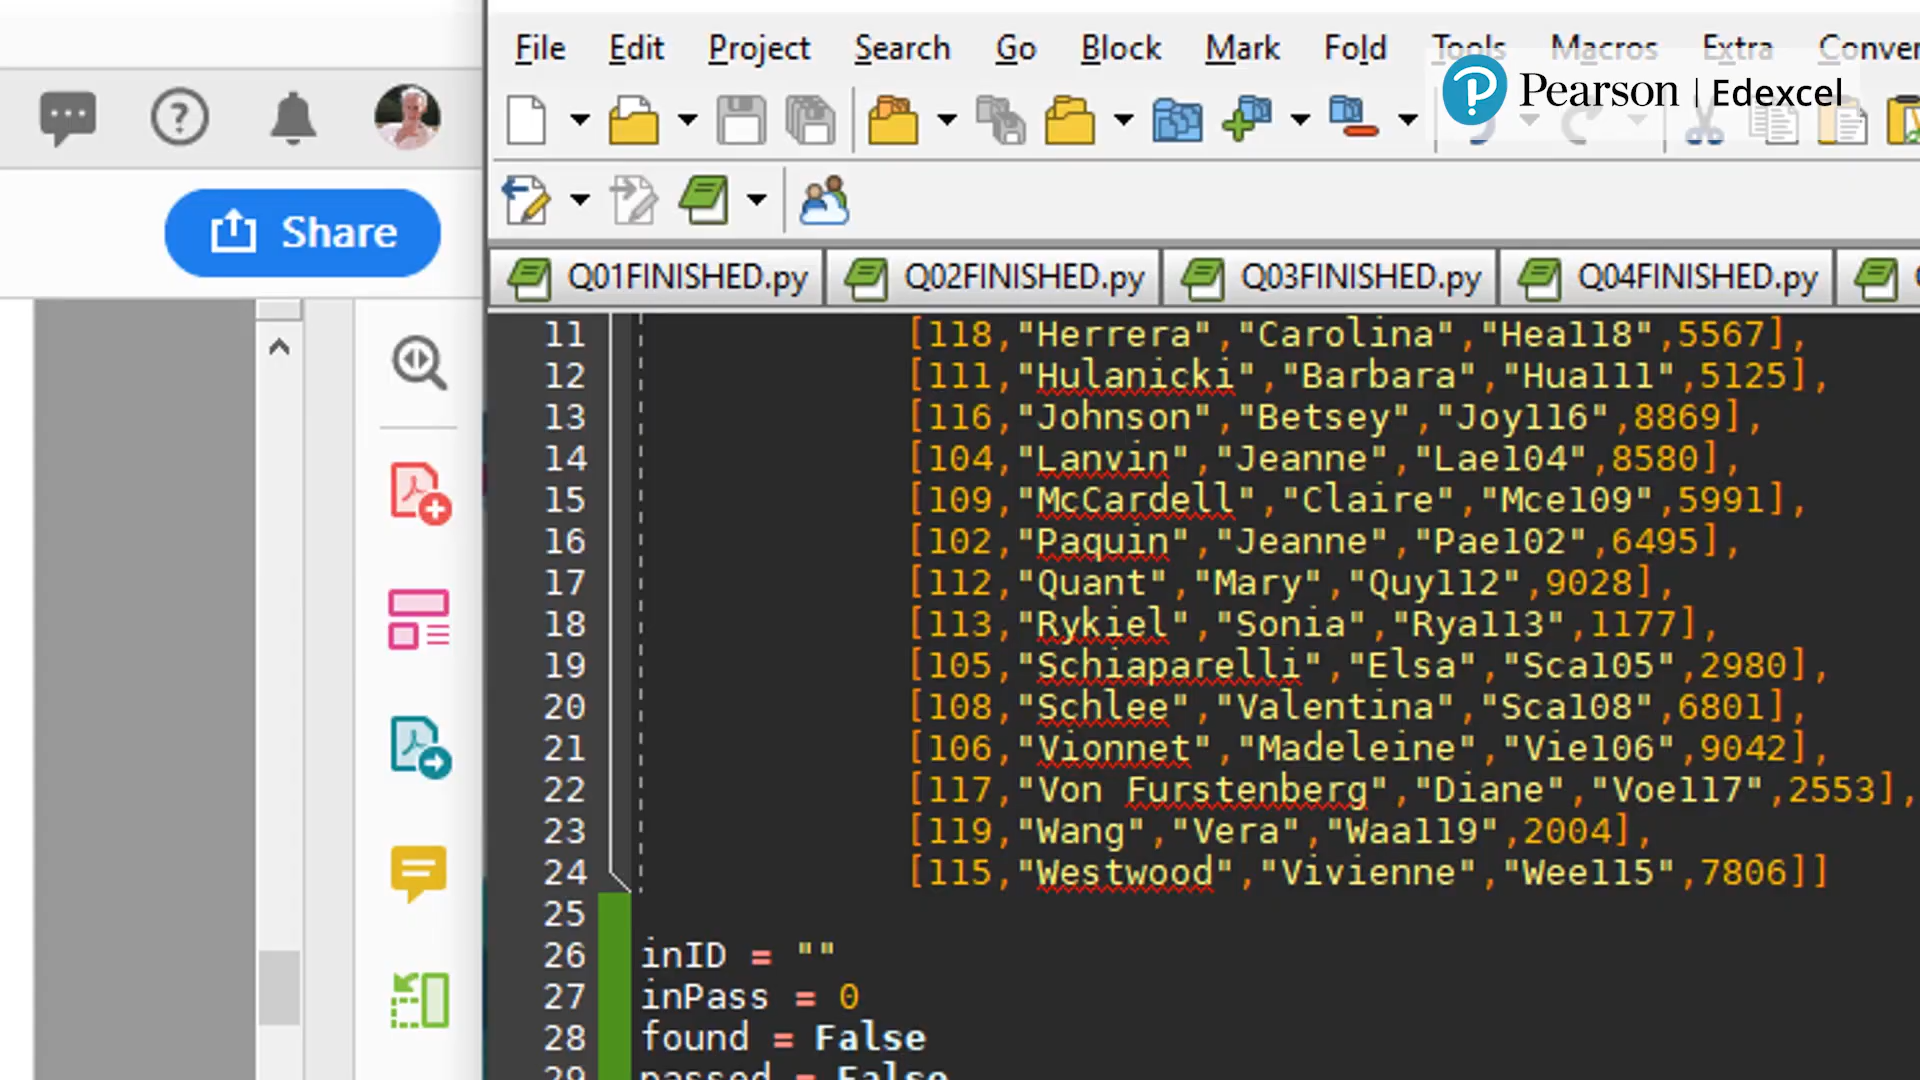 File Edit Project Search Go Block Mark Fold Tools Macros Extra Conver
Pearson | Edexcel
Share
Q01FINISHED.py Q02FINISHED.py Q03FINISHED.py Q04FINISHED.py
11 [118,"Herrera","Carolina","Hea118",5567],
12 [111,"Hulanicki","Barbara","Hua111",5125],
13 [116,"Johnson","Betsey","Joy116",8869],
14 [104,"Lanvin","Jeanne","Lae104",8580],
15 [109,"McCardell","Claire","Mce109",5991],
16 [102,"Paquin","Jeanne","Pae102",6495],
17 [112,"Quant","Mary","Quy112",9028],
18 [113,"Rykiel","Sonia","Rya113",1177],
19 [105,"Schiaparelli","Elsa","Sca105",2980],
20 [108,"Schlee","Valentina","Sca108",6801],
21 [106,"Vionnet","Madeleine","Vie106",9042],
22 [117,"Von Furstenberg","Diane","Voe117",2553],
23 [119,"Wang","Vera","Waa119",2004],
24 [115,"Westwood","Vivienne","Wee115",7806]]
25
26 inID = ""
27 inPass = 0
28 found = False
29 passed = False